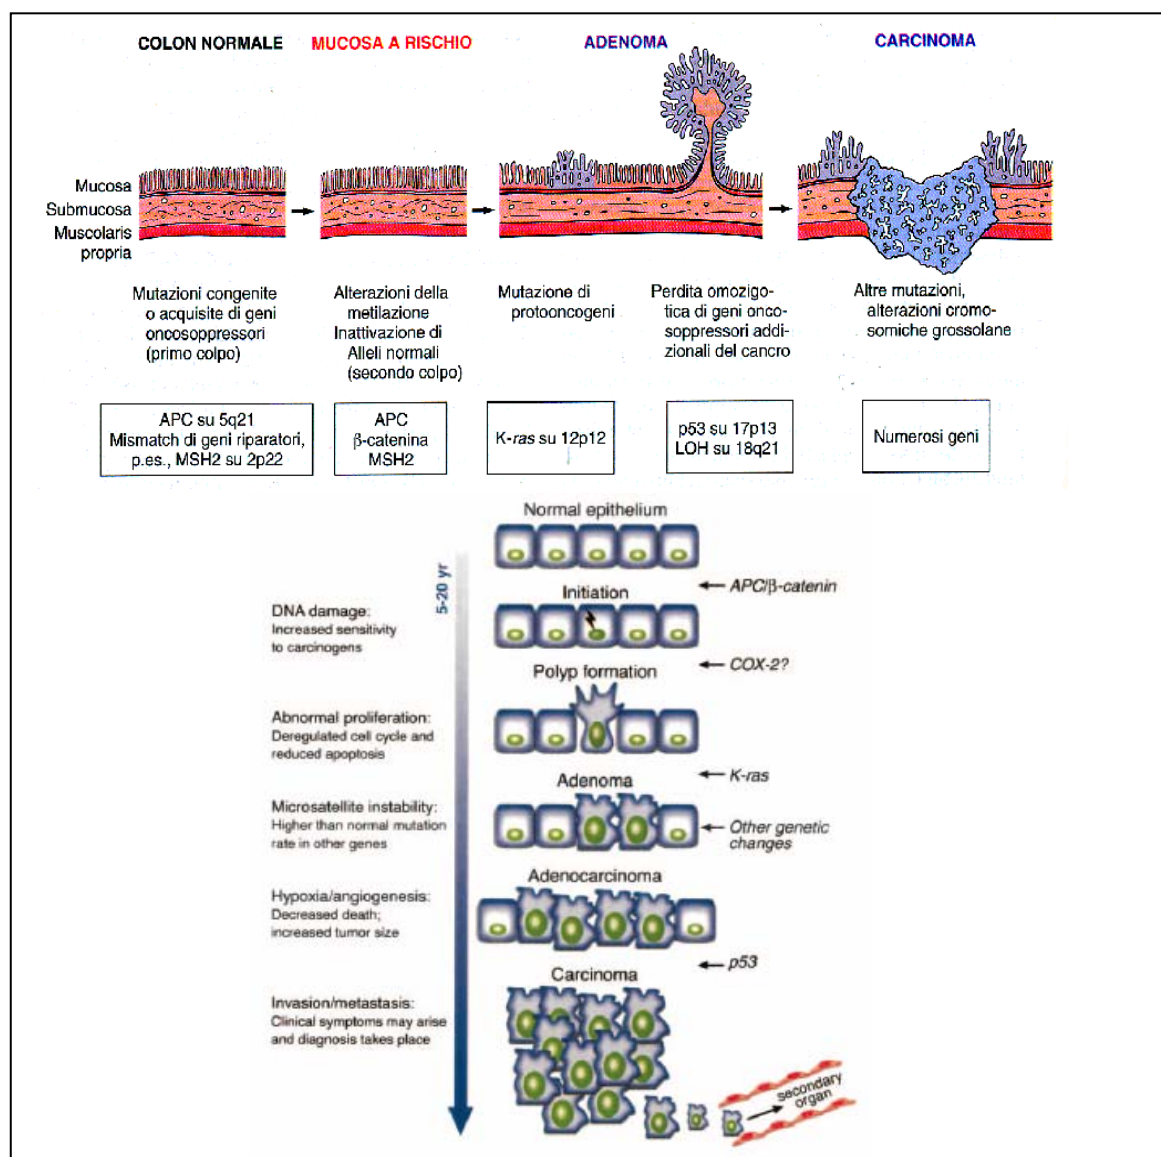 COLON NORMALE
MUCOSA A RISCHIO
ADENOMA
CARCINOMA
Mucosa
Submucosa
Muscolaris
propria
Mutazioni congenite
o acquisite di geni
oncosoppressori
(primo colpo)
Alterazioni della
metilazione
Inattivazione di
Alleli normali
(secondo colpo)
Mutazione di
protooncogeni
Perdita omozigo-
tica di geni onco-
soppressori addi-
zionali del cancro
Altre mutazioni,
alterazioni cromo-
somiche grossolane
APC su 5q21
Mismatch di geni riparatori,
p.es., MSH2 su 2p22
APC
β-catenina
MSH2
K-ras su 12p12
p53 su 17p13
LOH su 18q21
Numerosi geni
Normal epithelium
5-20 yr
APC/β-catenin
Initiation
DNA damage:
Increased sensitivity
to carcinogens
COX-2?
Polyp formation
Abnormal proliferation:
Deregulated cell cycle and
reduced apoptosis
K-ras
Adenoma
Microsatellite instability:
Higher than normal mutation
rate in other genes
Other genetic
changes
Adenocarcinoma
Hypoxia/angiogenesis:
Decreased death;
increased tumor size
p53
Carcinoma
Invasion/metastasis:
Clinical symptoms may arise
and diagnosis takes place
secondary
organ